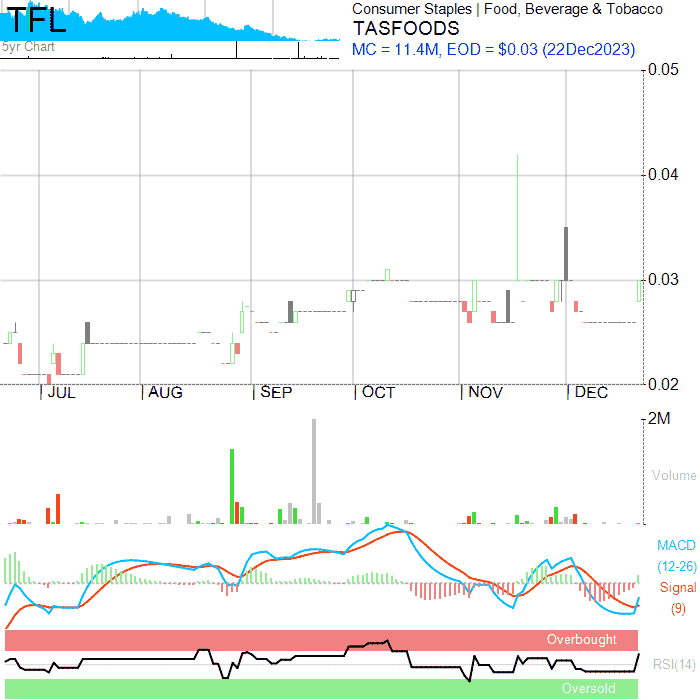 TFL
5yr Chart
Consumer Staples | Food, Beverage & Tobacco
TASFOODS
MC = 11.4M, EOD = $0.03 (22Dec2023)
0.05
0.04
0.03
0.02
JUL AUG SEP OCT NOV DEC
2M
Volume
MACD
(12-26)
Signal
(9)
Overbought
RSI(14)
Oversold